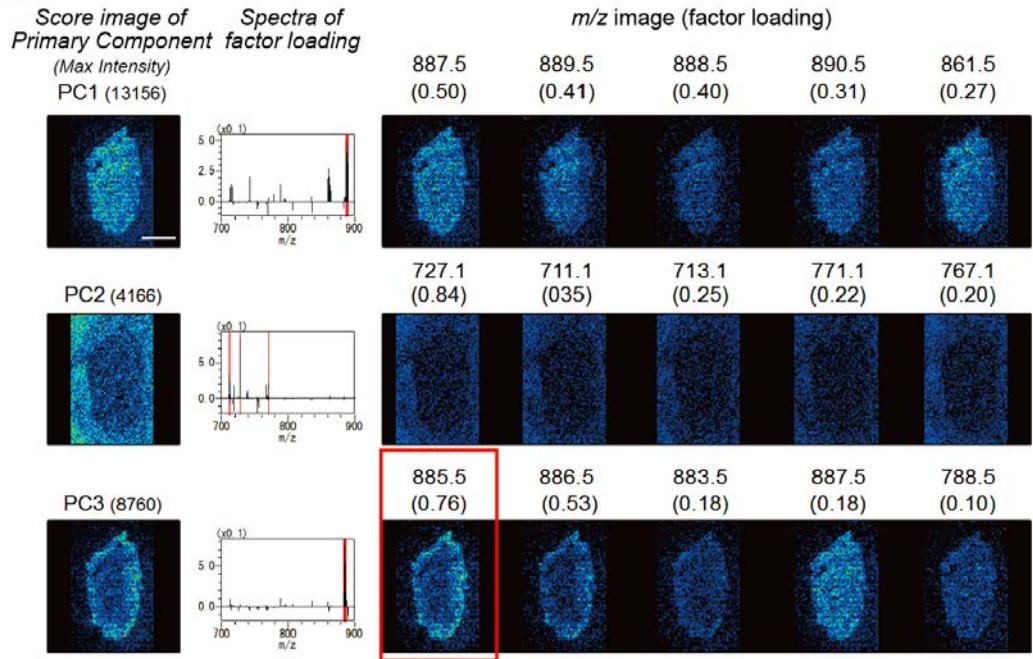 Score image of Primary Component
(Max Intensity)
Spectra of factor loading
m/z image (factor loading)
PC1 (13156)
887.5 889.5 888.5 890.5 861.5
(0.50) (0.41) (0.40) (0.31) (0.27)
(x0.1)
5.0
2.5
0.0
700 800 900
m/z
PC2 (4166)
727.1 711.1 713.1 771.1 767.1
(0.84) (035) (0.25) (0.22) (0.20)
(x0.1)
5.0
0.0
700 800 900
m/z
PC3 (8760)
885.5 886.5 883.5 887.5 788.5
(0.76) (0.53) (0.18) (0.18) (0.10)
(x0.1)
5.0
0.0
700 800 900
m/z